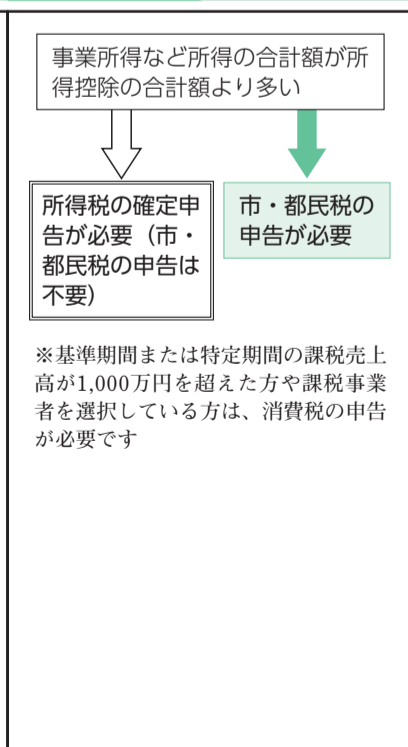 事業所得など所得の合計額が所
得控除の合計額より多い
所得税の確定申
告が必要（市・
都民税の申告は
不要）
市・都民税の
申告が必要
※基準期間または特定期間の課税売上
高が1,000万円を超えた方や課税事業
者を選択している方は、消費税の申告
が必要です